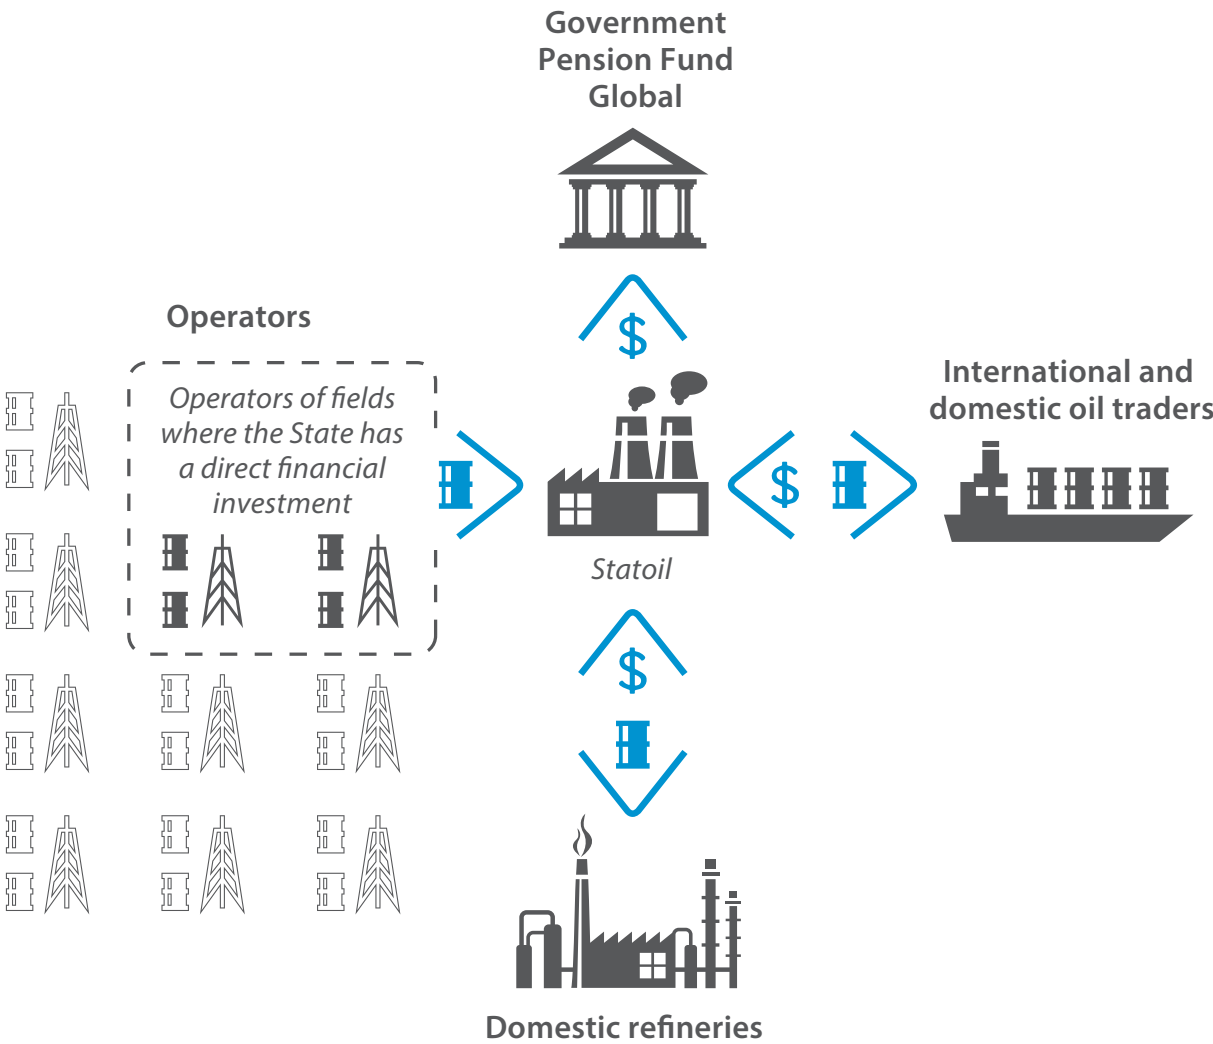 Government
Pension Fund
Global
Operators
Operators of fields
where the State has
a direct financial
investment
$
$
International and
domestic oil traders
Statoil
$
Domestic refineries